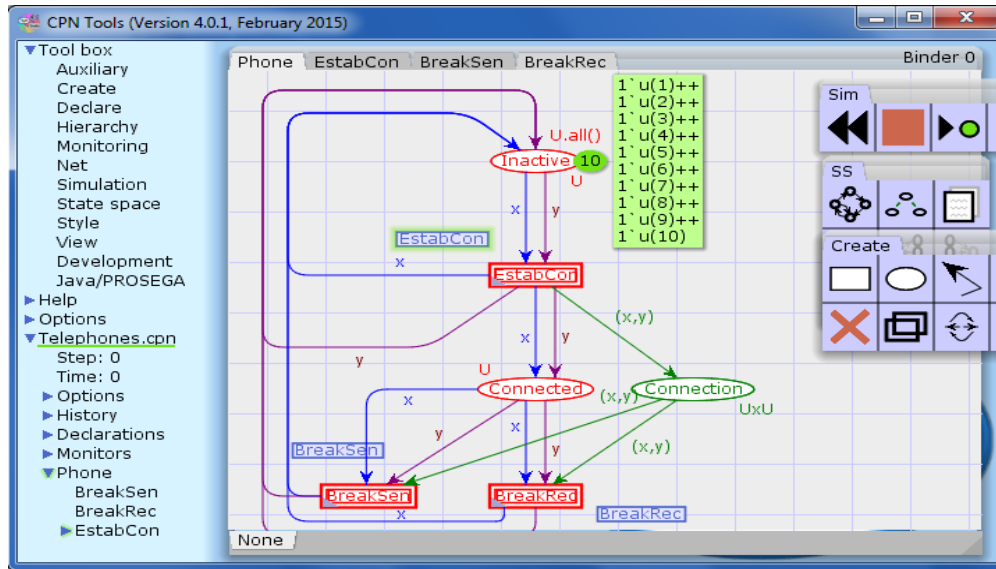 CPN Tools (Version 4.0.1, February 2015)
Tool box
Auxiliary
Create
Declare
Hierarchy
Monitoring
Net
Simulation
State space
Style
View
Development
Java/PROSEGA
Help
Options
Telephones.cpn
Step: 0
Time: 0
Options
History
Declarations
Monitors
Phone
BreakSen
BreakRec
EstabCon
Binder 0
Phone EstabCon BreakSen BreakRec
1`u(1)++
1`u(2)++
1`u(3)++
1`u(4)++
1`u(5)++
1`u(6)++
1`u(7)++
1`u(8)++
1`u(9)++
1`u(10)
U.all()
Inactive 10
U
x y
EstabCon
x
EstabCon
(x,y)
x y
y
U
Connected
Connection
(x,y)
UxU
x
y
x
y
(x,y)
BreakSen
BreakSen
BreakRec
x
BreakRec
None
Sim
SS
Create